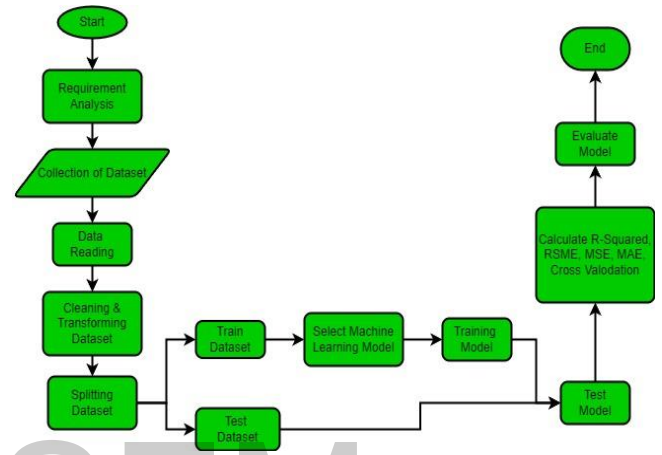 Start
Requirement
Analysis
Collection of Dataset
Data
Reading
Cleaning &
Transforming
Dataset
Splitting
Dataset
Train
Dataset
Select Machine
Learning Model
Training
Model
Test
Dataset
Test
Model
Calculate R-Squared,
RSME, MSE, MAE,
Cross Valodation
Evaluate
Model
End